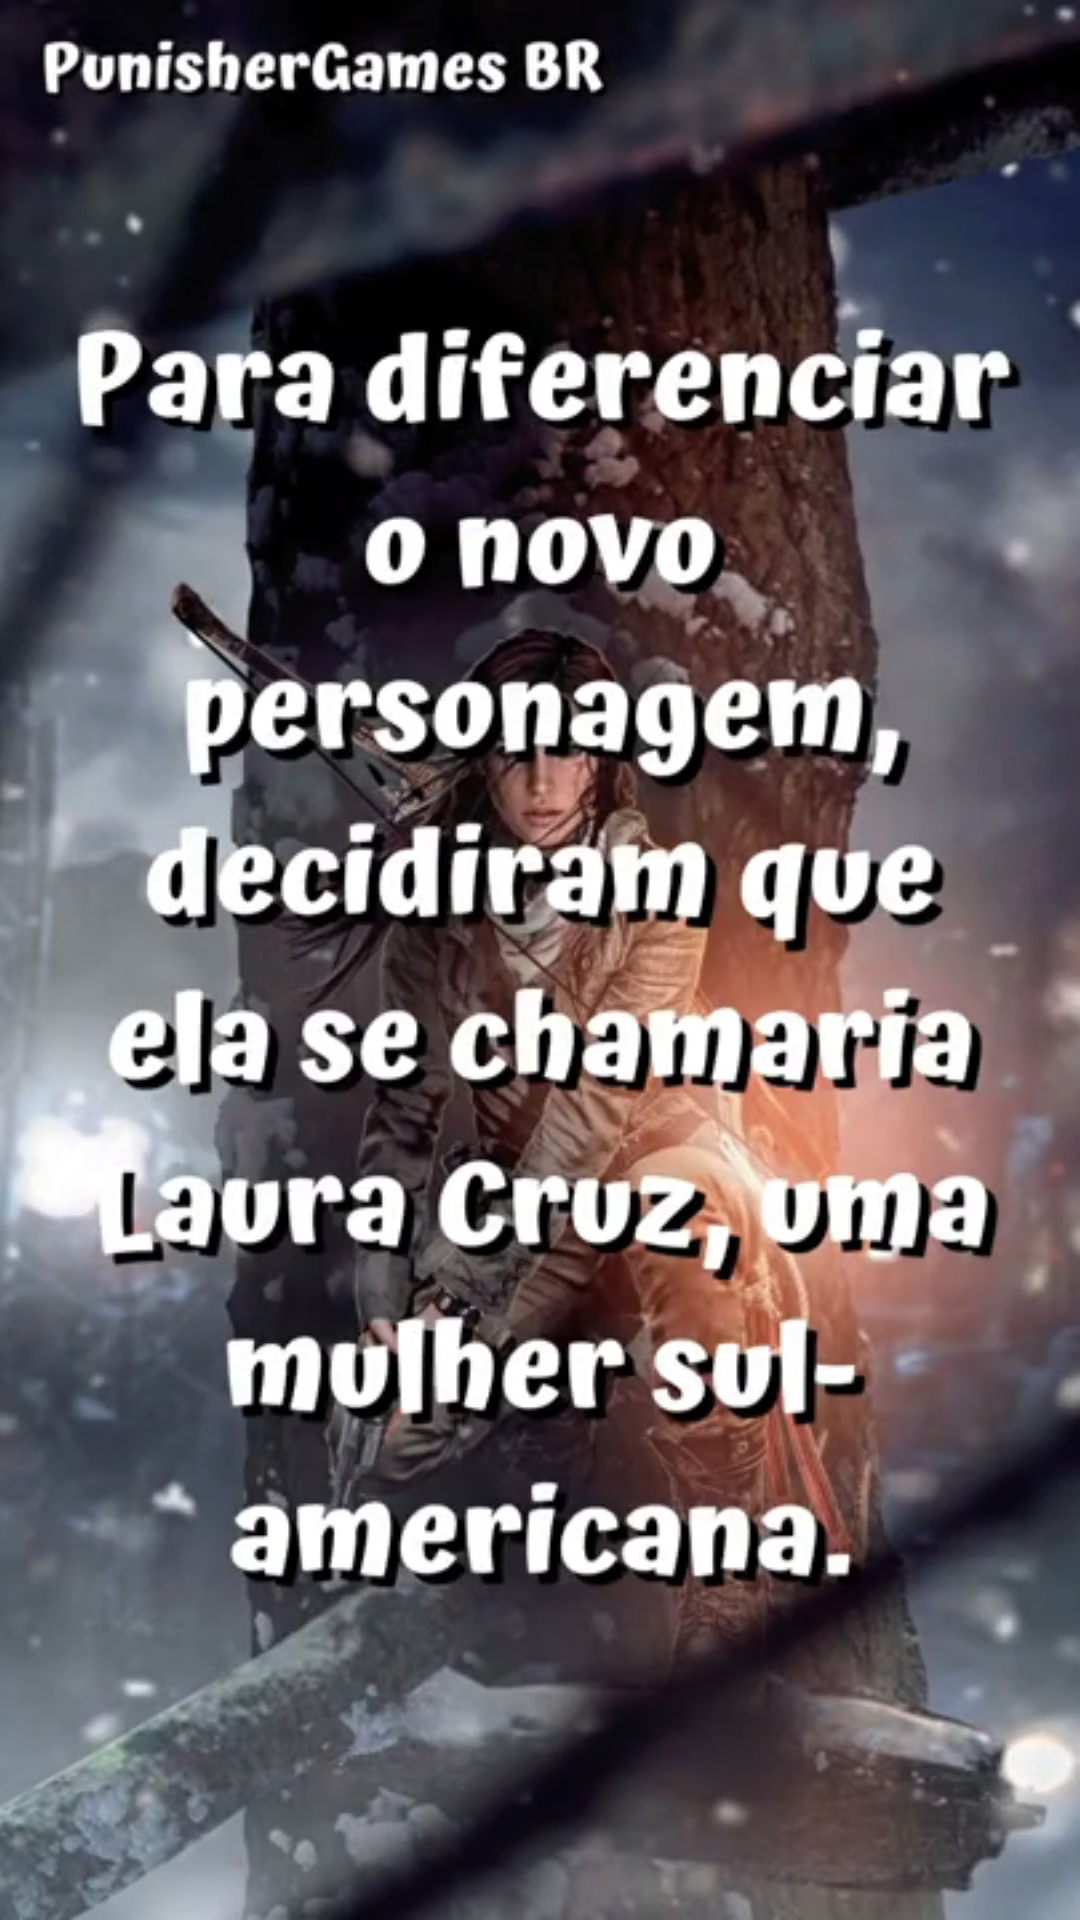 PunisherGames BR
Para diferenciar
o novo
personagem,
decidiram que
ela se chamaria
Laura Cruz, uma
mulher sul-
americana.